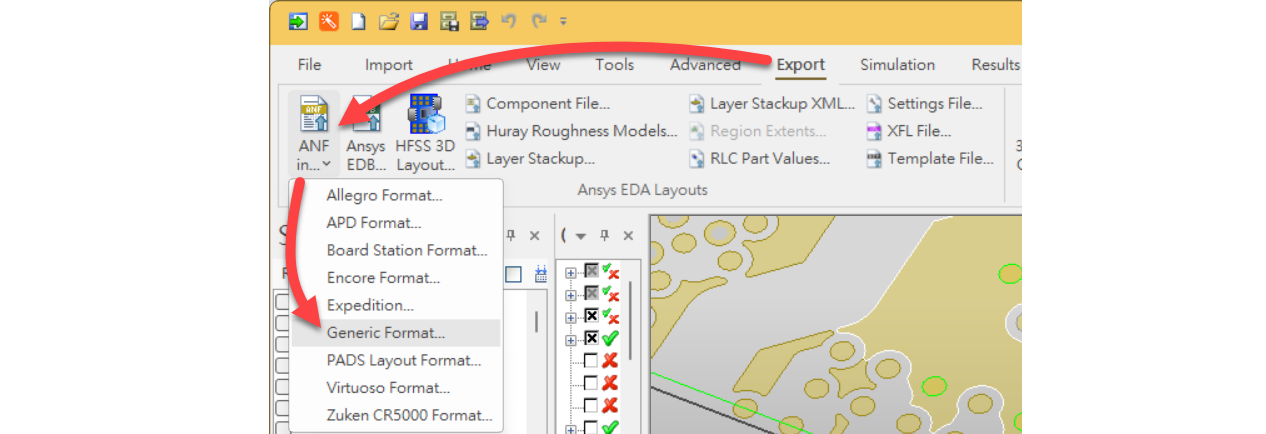 File Import Home View Tools Advanced Export Simulation Results
ANF
ANF in...
Ansys EDB...
HFSS 3D Layout...
Component File...
Huray Roughness Models...
Layer Stackup...
Layer Stackup XML...
Region Extents...
RLC Part Values...
Settings File...
XFL File...
Template File...
3
Ansys EDA Layouts
Allegro Format...
APD Format...
Board Station Format...
Encore Format...
Expedition...
Generic Format...
PADS Layout Format...
Virtuoso Format...
Zuken CR5000 Format...